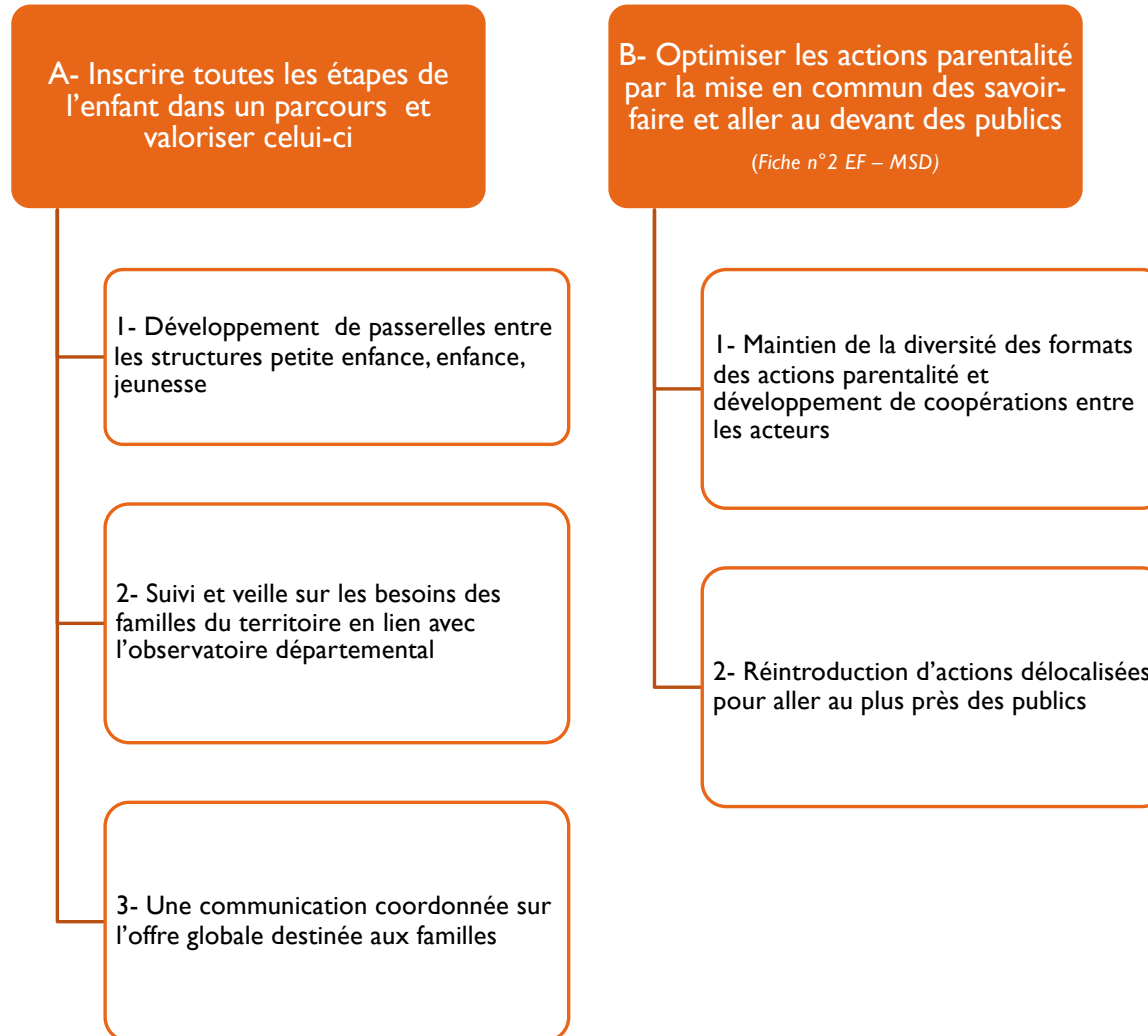 A- Inscrire toutes les étapes de
l’enfant dans un parcours et
valoriser celui-ci
1- Développement de passerelles entre
les structures petite enfance, enfance,
jeunesse
2- Suivi et veille sur les besoins des
familles du territoire en lien avec
l’observatoire départemental
3- Une communication coordonnée sur
l’offre globale destinée aux familles
B- Optimiser les actions parentalité
par la mise en commun des savoir-
faire et aller au devant des publics
(Fiche n°2 EF – MSD)
1- Maintien de la diversité des formats
des actions parentalité et
développement de coopérations entre
les acteurs
2- Réintroduction d’actions délocalisées
pour aller au plus près des publics